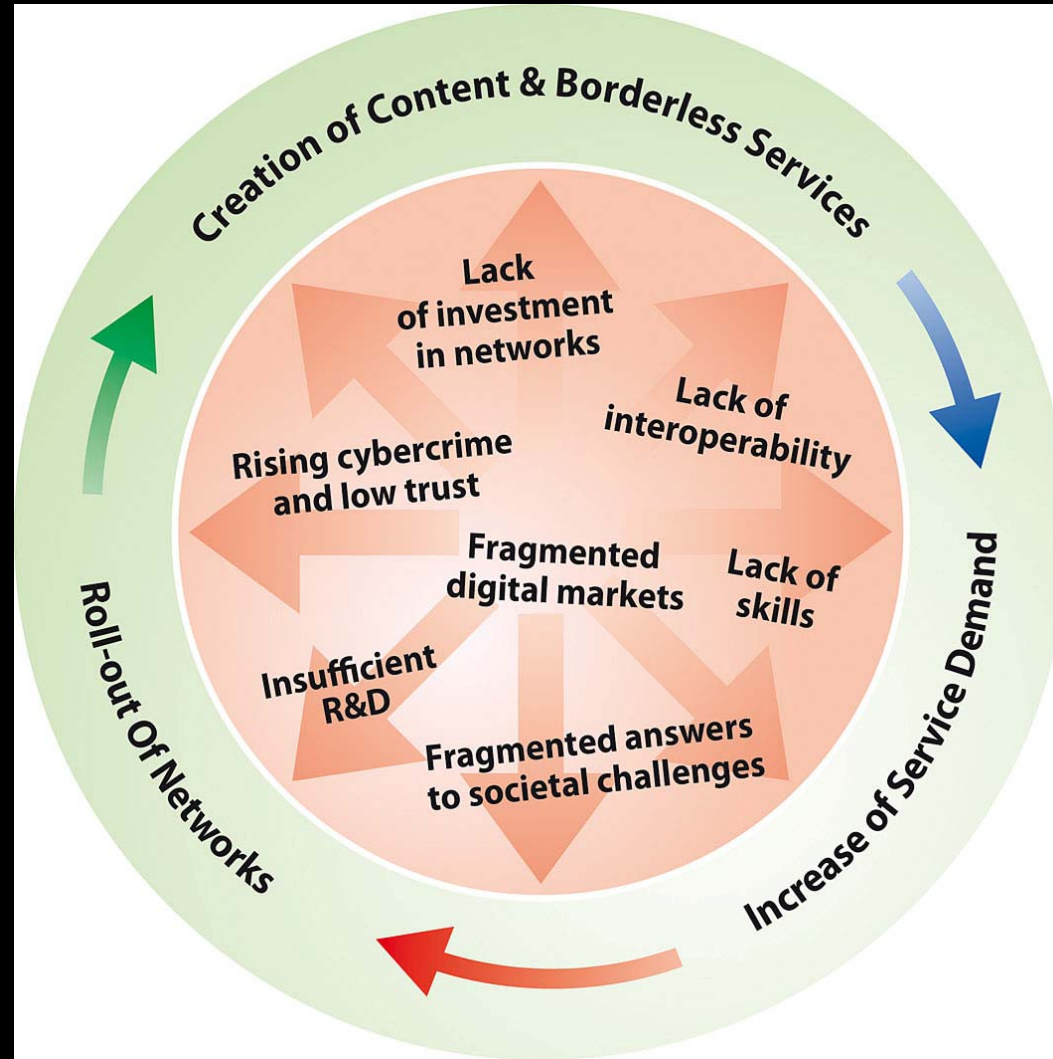 Creation of Content & Borderless Services
Lack
of investment
in networks
Lack of
interoperability
Rising cybercrime
and low trust
Fragmented
digital markets
Lack of
skills
Insufficient
R&D
Fragmented answers
to societal challenges
Increase of Service Demand
Roll-out Of Networks